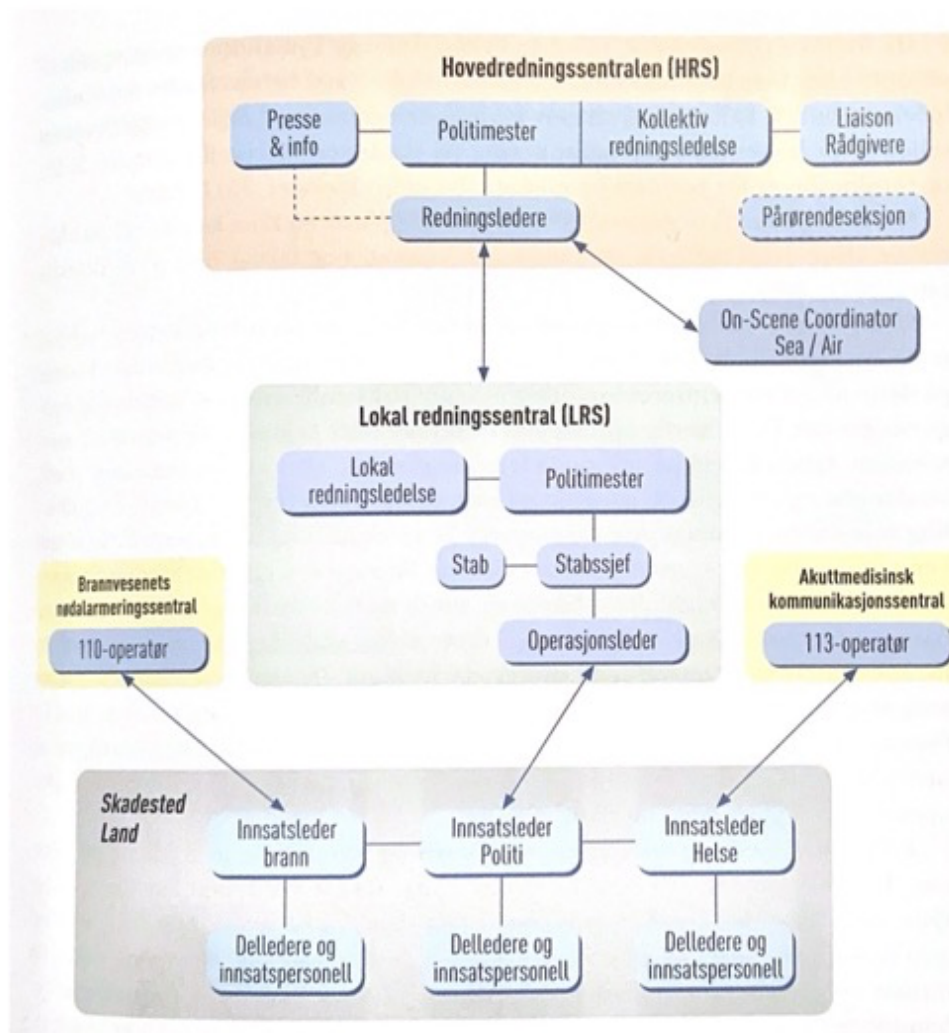 Hovedredningssentralen (HRS)
Presse
& info
Politimester
Kollektiv
redningsledelse
Liaison
Rådgivere
Redningsledere
Pårørendeseksjon
On-Scene Coordinator
Sea / Air
Lokal redningssentral (LRS)
Lokal
redningsledelse
Politimester
Stab
Stabssjef
Operasjonsleder
Brannvesenets
nødalarmeringssentral
110-operatør
Akuttmedisinsk
kommunikasjonssentral
113-operatør
Skadested
Land
Innsatsleder
brann
Innsatsleder
Politi
Innsatsleder
Helse
Delledere og
innsatspersonell
Delledere og
innsatspersonell
Delledere og
innsatspersonell